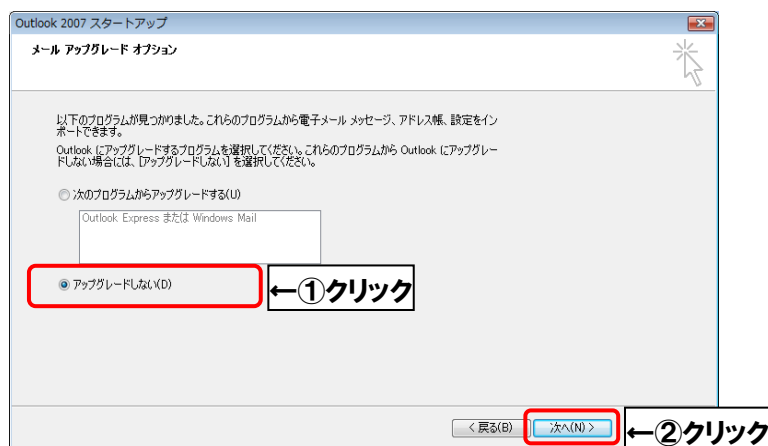 Outlook 2007 スタートアップ
メール アップグレード オプション
以下のプログラムが見つかりました。これらのプログラムから電子メール メッセージ、アドレス帳、設定をイン
ポートできます。
Outlook にアップグレードするプログラムを選択してください。これらのプログラムから Outlook にアップグレー
ドしない場合には、[アップグレードしない] を選択してください。
次のプログラムからアップグレードする(U)
Outlook Express または Windows Mail
アップグレードしない(D)
←①クリック
< 戻る(B)
次へ(N) >
←②クリック